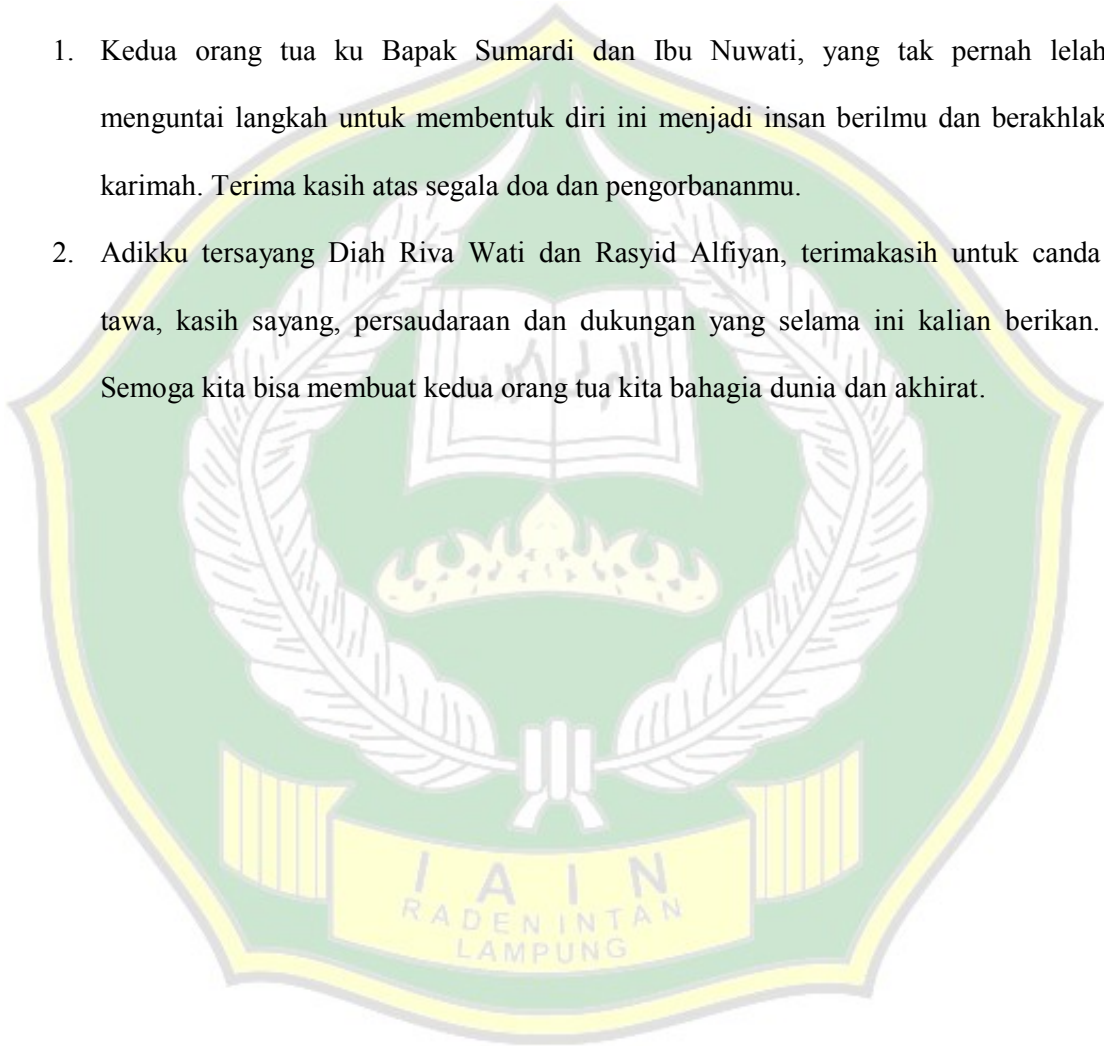 1. Kedua orang tua ku Bapak Sumardi dan Ibu Nuwati, yang tak pernah lelah
menguntai langkah untuk membentuk diri ini menjadi insan berilmu dan berakhlak
karimah. Terima kasih atas segala doa dan pengorbananmu.
2. Adikku tersayang Diah Riva Wati dan Rasyid Alfiyan, terimakasih untuk canda
tawa, kasih sayang, persaudaraan dan dukungan yang selama ini kalian berikan.
Semoga kita bisa membuat kedua orang tua kita bahagia dunia dan akhirat.
I A I N
RADEN INTAN
LAMPUNG